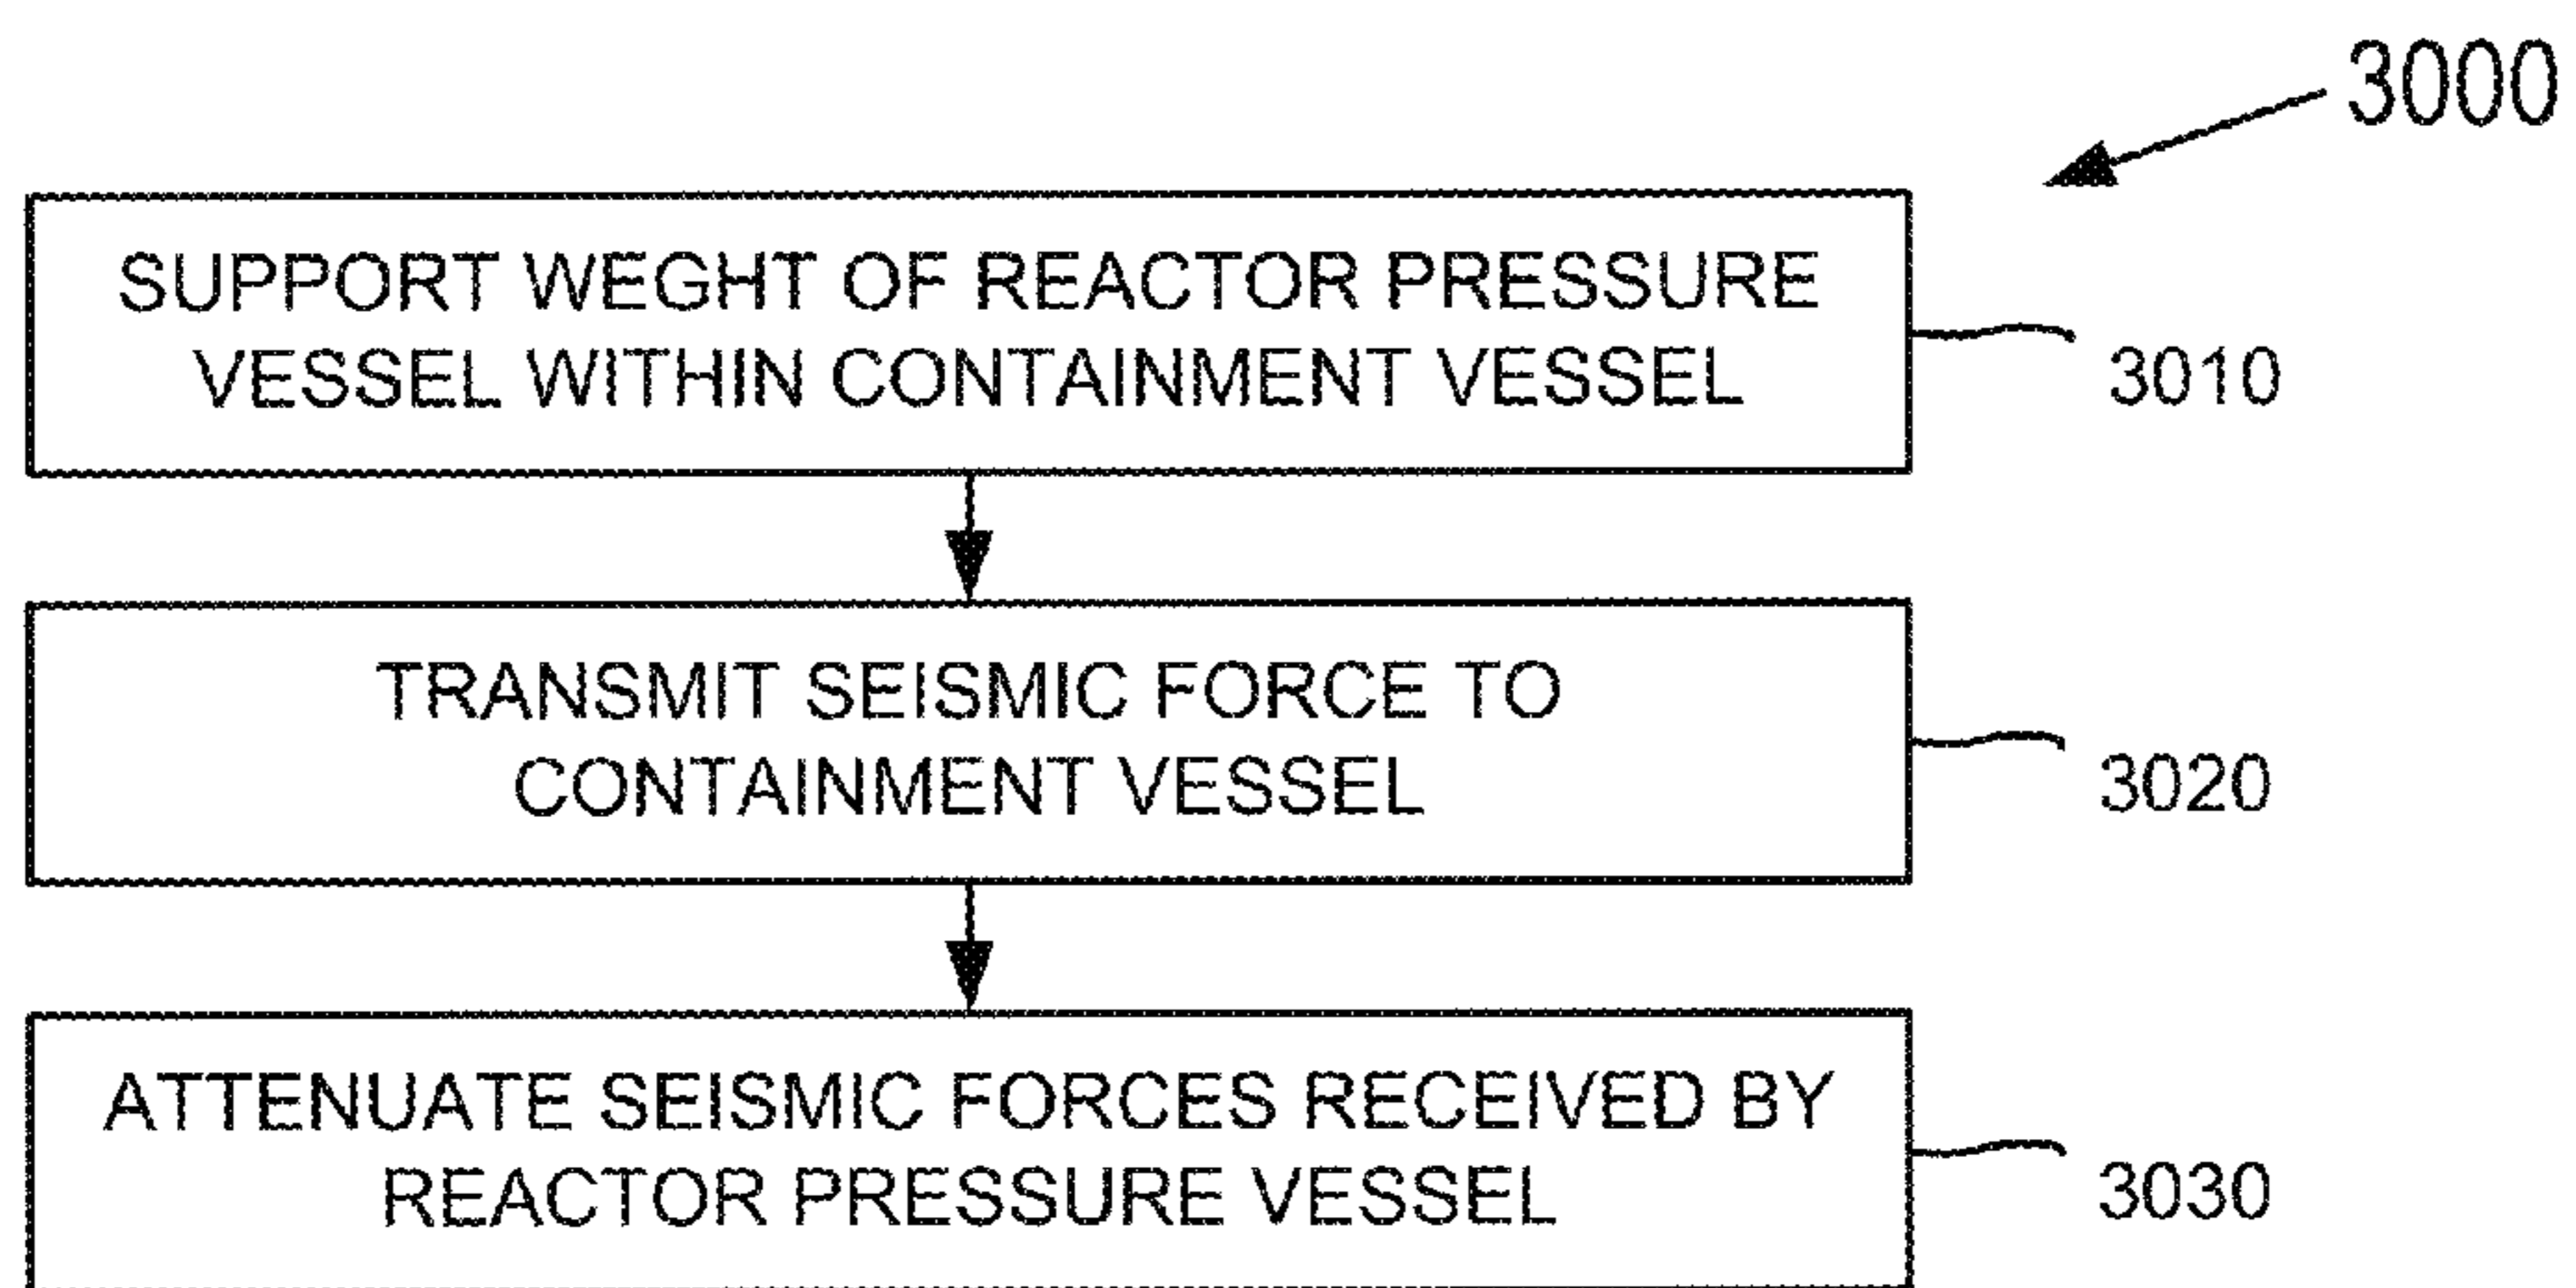 3000
SUPPORT WEGHT OF REACTOR PRESSURE
VESSEL WITHIN CONTAINMENT VESSEL
3010
TRANSMIT SEISMIC FORCE TO
CONTAINMENT VESSEL
3020
ATTENUATE SEISMIC FORCES RECEIVED BY
REACTOR PRESSURE VESSEL
3030